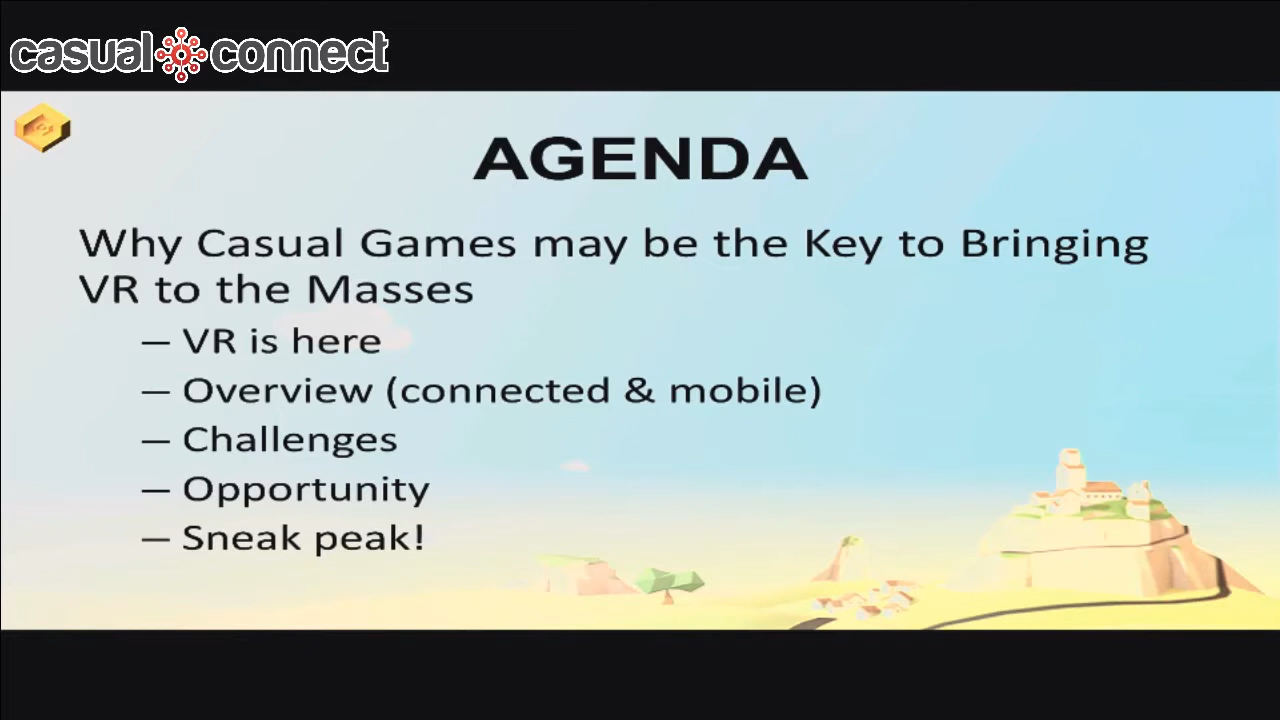 casual connect
AGENDA
Why Casual Games may be the Key to Bringing
VR to the Masses
– VR is here
– Overview (connected & mobile)
– Challenges
– Opportunity
– Sneak peak!